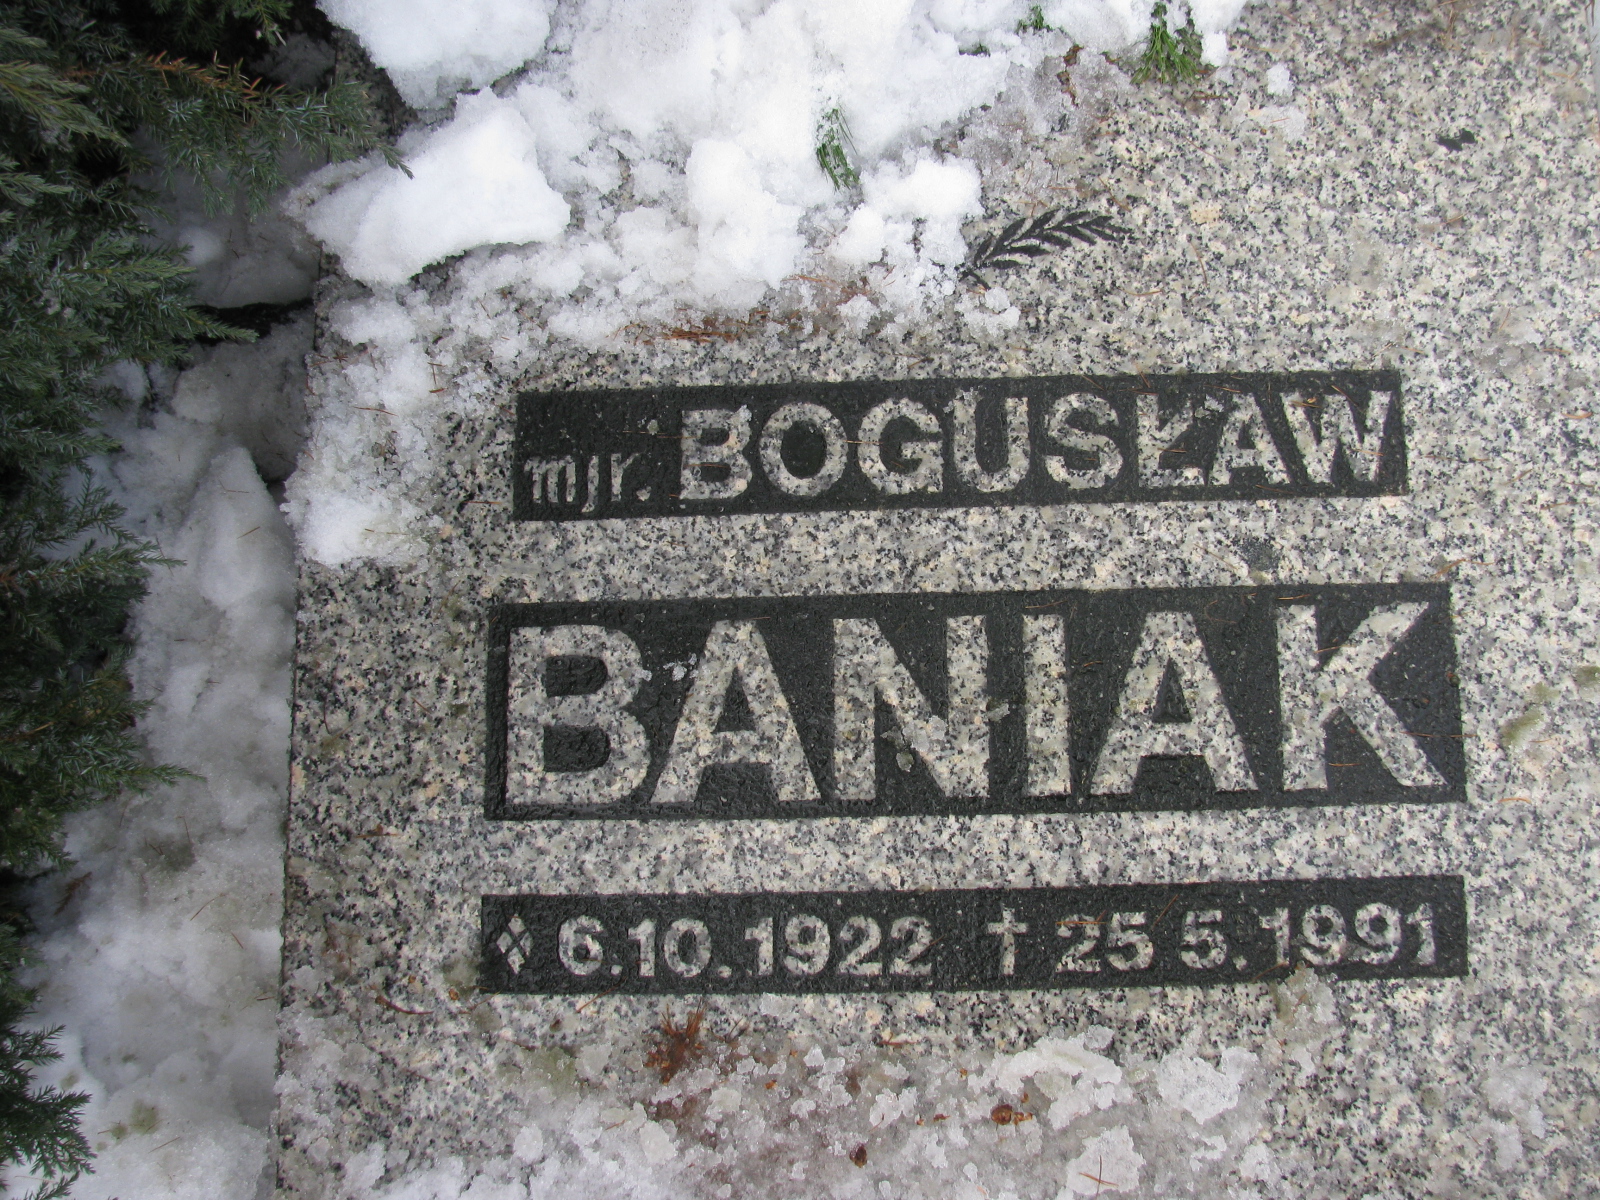 mjr. BOGUSŁAW
BANIAK
6.10.1922 † 25.5.1991